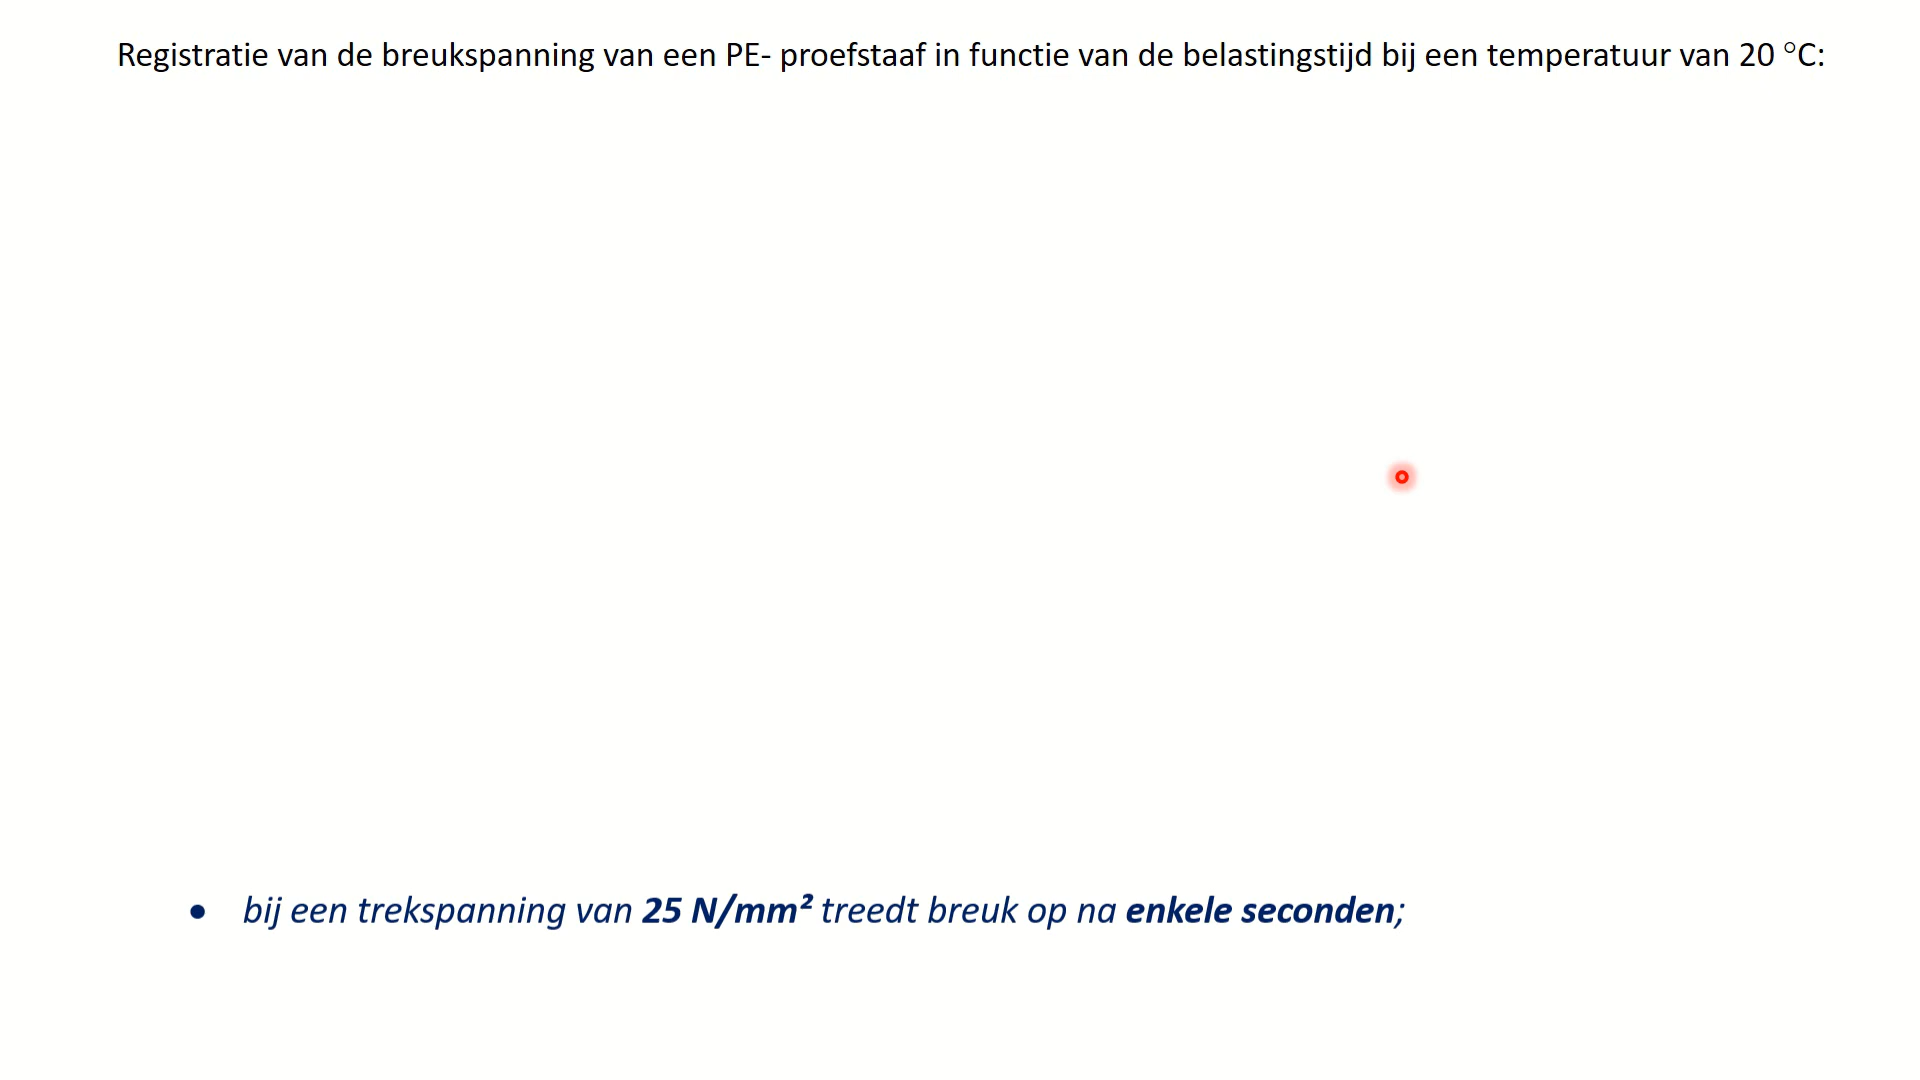 Registratie van de breukspanning van een PE- proefstaaf in functie van de belastingstijd bij een temperatuur van 20 °C:
• bij een trekspanning van 25 N/mm² treedt breuk op na enkele seconden;